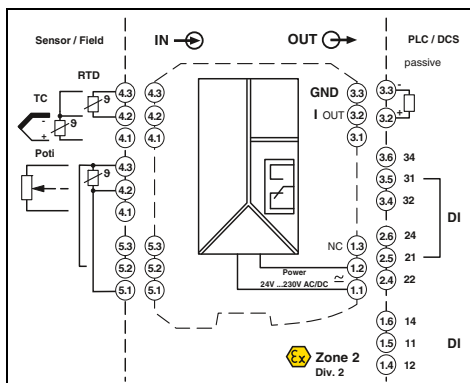 Sensor / Field
IN
OUT
PLC / DCS
passive
RTD
TC
-
+
ϑ
ϑ
4.3
4.2
4.1
4.3
4.2
4.1
GND 3.3
I OUT 3.2
3.1
3.3 -
3.2 +
Poti
ϑ
4.3
4.2
4.1
3.6 34
3.5 31
3.4 32
DI
5.3
5.2
5.1
5.3
5.2
5.1
NC 1.3
1.2
1.1
Power
24V ...230V AC/DC
2.6 24
2.5 21
2.4 22
1.6 14
1.5 11
1.4 12
DI
Ex Zone 2
Div. 2